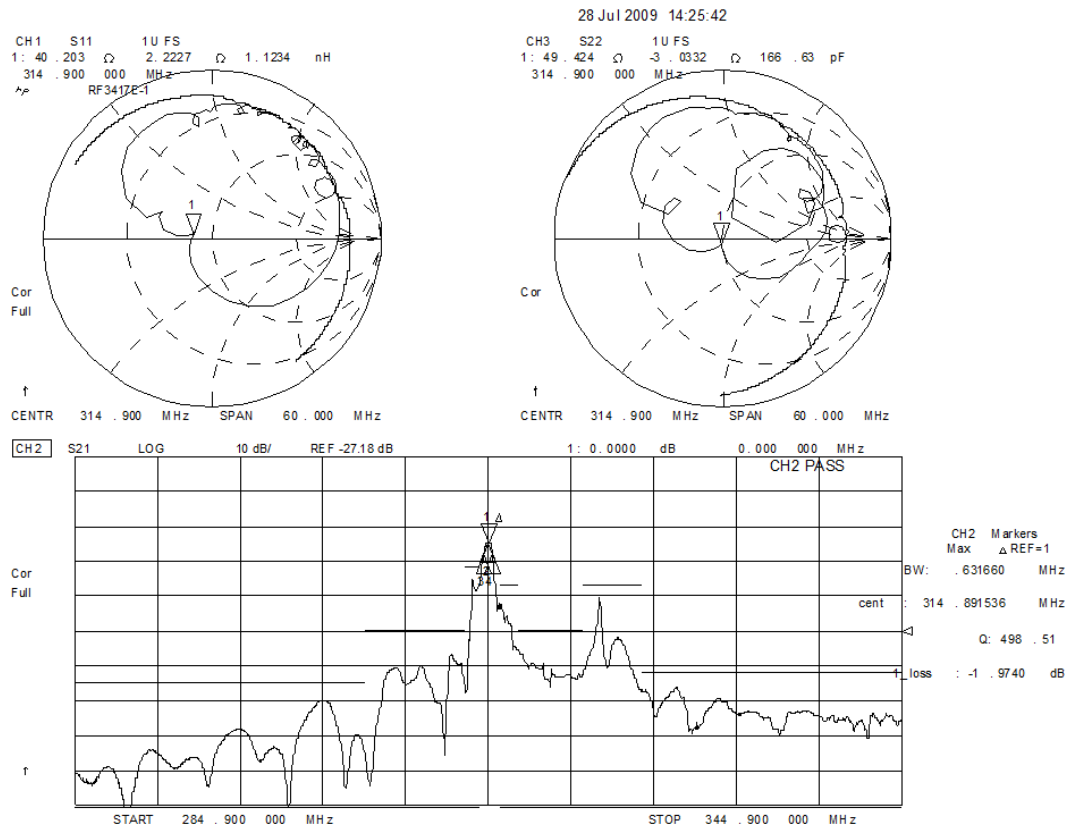 28 Jul 2009 14:25:42
CH1 S11 1 U FS
1: 40 . 203 Ω 2 . 2227 Ω 1 . 1234 nH
314 . 900 000 MHz
RF3417E-1
Cor
Full
↑
CENTR 314 . 900 MHz SPAN 60 . 000 MHz
1
CH3 S22 1 U FS
1: 49 . 424 Ω -3 . 0332 Ω 166 . 63 pF
314 . 900 000 MHz
Cor
↑
CENTR 314 . 900 MHz SPAN 60 . 000 MHz
1
CH2 S21 LOG 10 dB/ REF -27.18 dB 1: 0.0000 dB 0.000 000 MHz
CH2 PASS
1
34
Cor
Full
↑
CH2 Markers
Max Δ REF=1
BW: . 631660 MHz
cent : 314 . 891536 MHz
Q: 498 . 51
1_loss : -1 . 9740 dB
START 284 . 900 000 MHz STOP 344 . 900 000 MHz